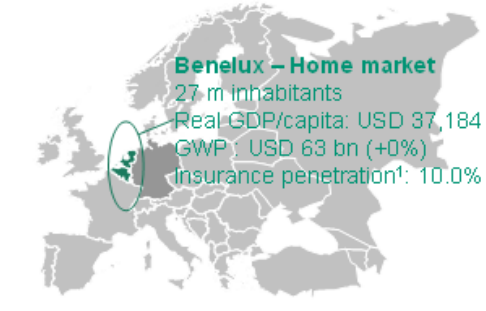 Benelux – Home market
27 m inhabitants
Real GDP/capita: USD 37,184
GWP : USD 63 bn (+0%)
Insurance penetration¹: 10.0%